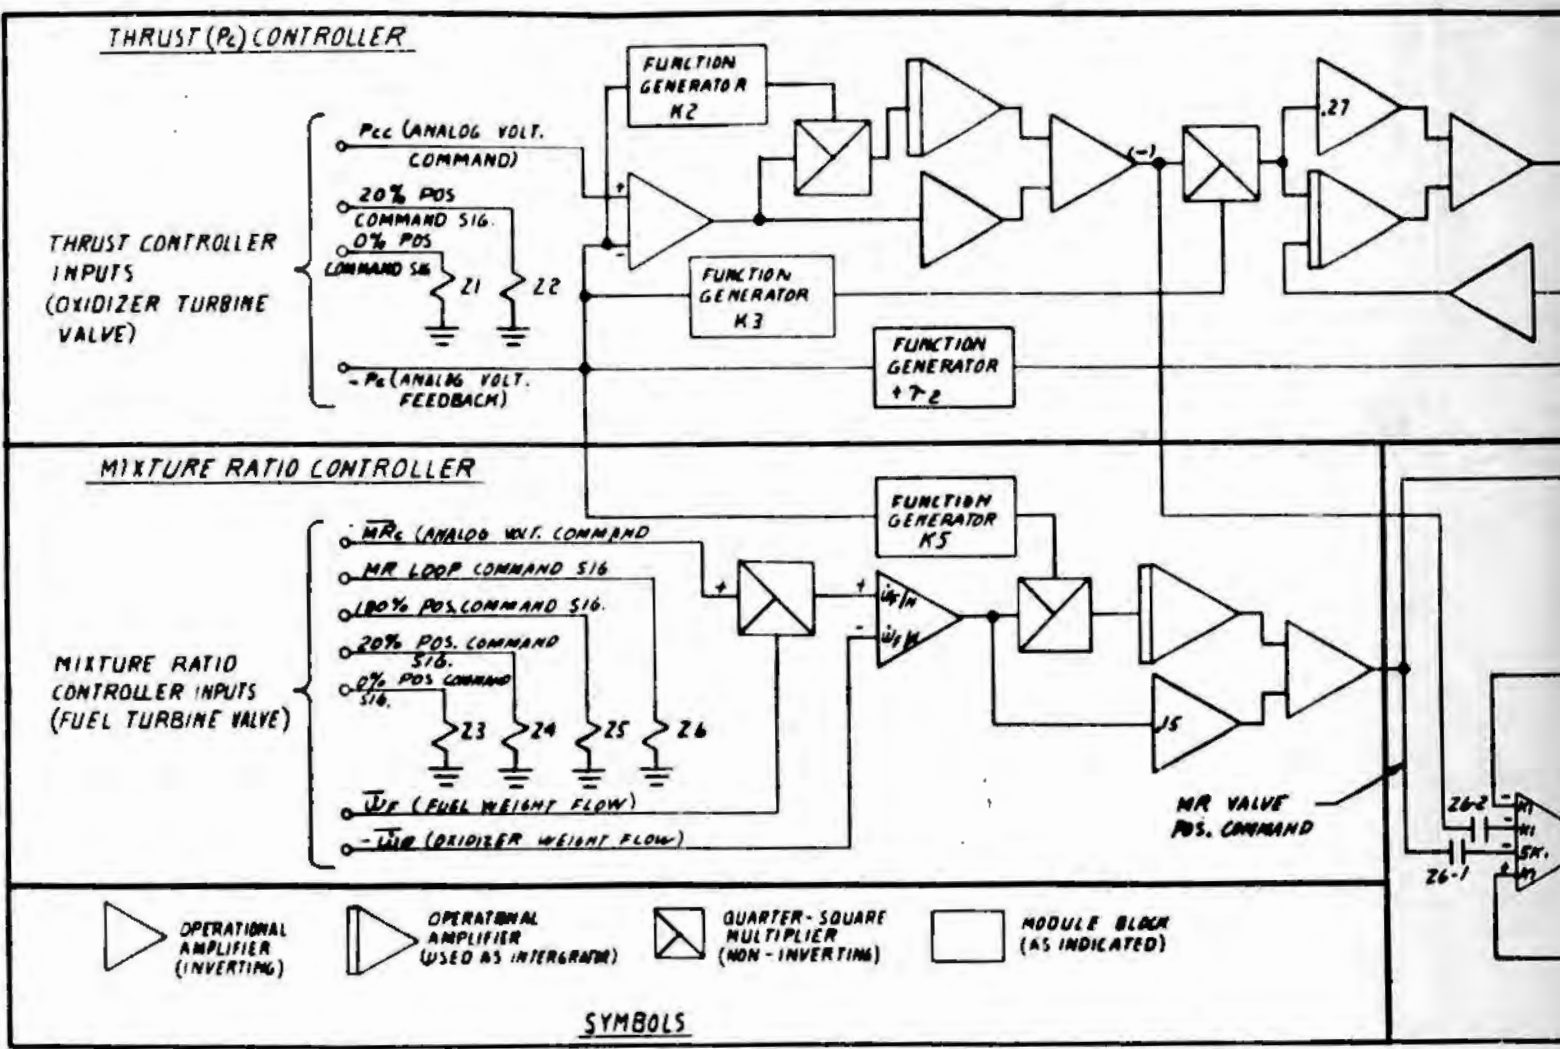 THRUST (Pc) CONTROLLER
FUNCTION
GENERATOR
K2
Pcc (ANALOG VOLT.
COMMAND)
20% POS
COMMAND SIG.
0% POS
COMMAND SIG
Z1
Z2
THRUST CONTROLLER
INPUTS
(OXIDIZER TURBINE
VALVE)
- Pc (ANALOG VOLT.
FEEDBACK)
+
-
FUNCTION
GENERATOR
K3
FUNCTION
GENERATOR
+ τ2
(-)
.27
MIXTURE RATIO CONTROLLER
MRc (ANALOG VOLT. COMMAND
MR LOOP COMMAND SIG
100% POS. COMMAND SIG.
20% POS. COMMAND
SIG.
0% POS COMMAND
SIG.
Z3
Z4
Z5
Z6
MIXTURE RATIO
CONTROLLER INPUTS
(FUEL TURBINE VALVE)
ẆF (FUEL WEIGHT FLOW)
(OXIDIZER WEIGHT FLOW)
FUNCTION
GENERATOR
K5
+
+
-
.15
MR VALVE
POS. COMMAND
Z6-2
Z6-1
-
-
-
+
OPERATIONAL
AMPLIFIER
(INVERTING)
OPERATIONAL
AMPLIFIER
(USED AS INTERGRATOR)
QUARTER-SQUARE
MULTIPLIER
(NON-INVERTING)
MODULE BLOCK
(AS INDICATED)
SYMBOLS